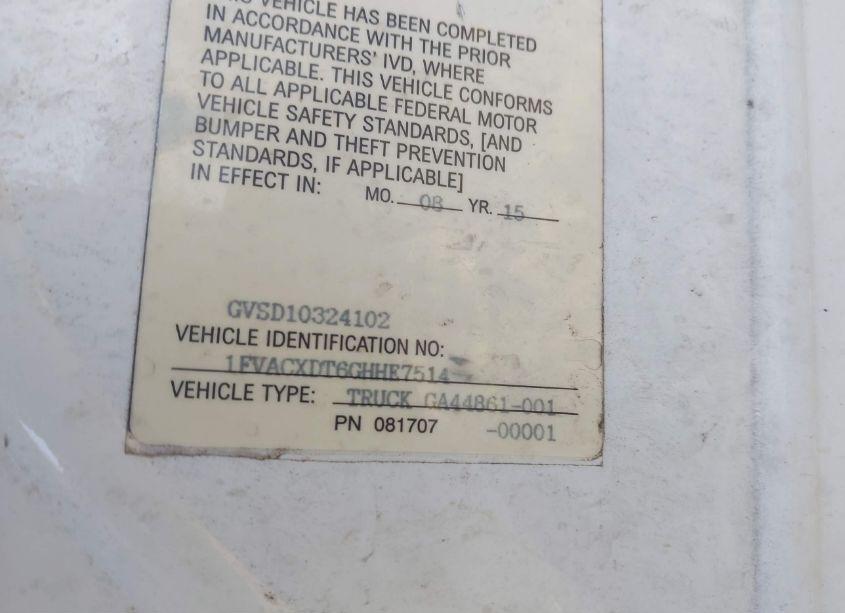 VEHICLE HAS BEEN COMPLETED
IN ACCORDANCE WITH THE PRIOR
MANUFACTURERS' IVD, WHERE
APPLICABLE. THIS VEHICLE CONFORMS
TO ALL APPLICABLE FEDERAL MOTOR
VEHICLE SAFETY STANDARDS, [AND
BUMPER AND THEFT PREVENTION
STANDARDS, IF APPLICABLE]
IN EFFECT IN: MO. 08 YR. 15
GVSD10324102
VEHICLE IDENTIFICATION NO:
1FVACXDT6GHHE7514
VEHICLE TYPE: TRUCK GA44861-001
PN 081707 -00001